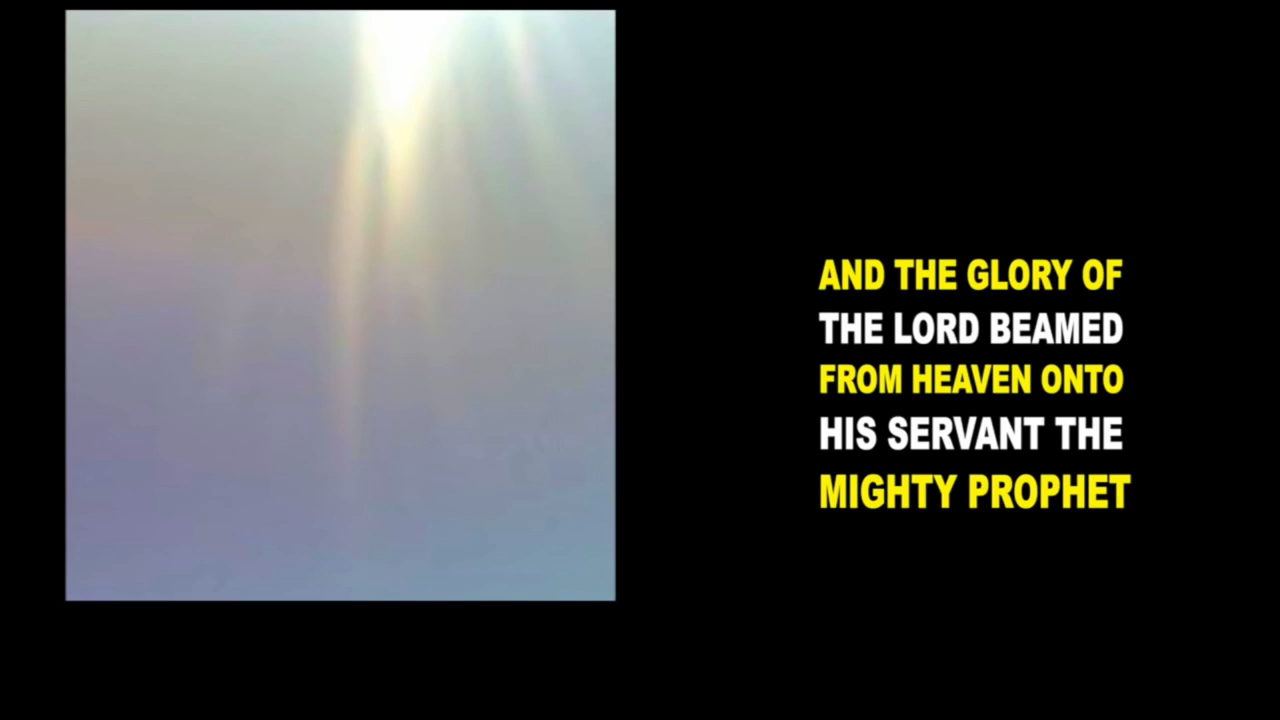 AND THE GLORY OF
THE LORD BEAMED
FROM HEAVEN ONTO
HIS SERVANT THE
MIGHTY PROPHET